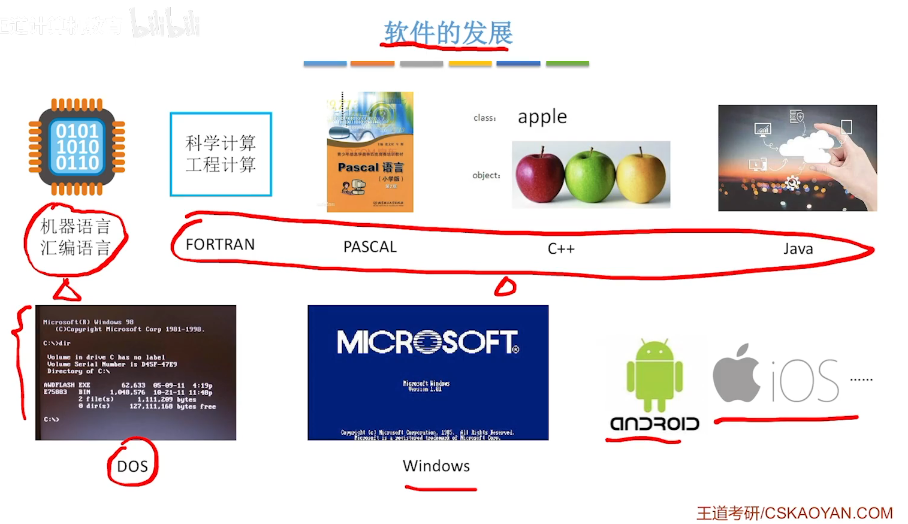 bilibili
软件的发展
0101
1010
0110
科学计算
工程计算
Pascal 语言
(小学版)
class: apple
object:
机器语言
汇编语言
FORTRAN
PASCAL
C++
Java
Microsoft(R) Windows 98
(C)Copyright Microsoft Corp 1981-1998.
C:\>dir
Volume in drive C has no label
Volume Serial Number is D45F-47E9
Directory of C:\
AWDFLASH EXE 62,633 05-09-11 4:19p
E75883 BIN 1,048,576 10-21-11 11:48p
2 file(s) 1,111,209 bytes
0 dir(s) 127,111,168 bytes free
C:\>
MICROSOFT®
Microsoft Windows
Version 1.01
Copyright (c) Microsoft Corporation, 1985. All Rights Reserved.
Microsoft is a registered trademark of Microsoft Corp.
ANDROID
iOS ······
DOS
Windows
王道考研/CSKAOYAN.COM